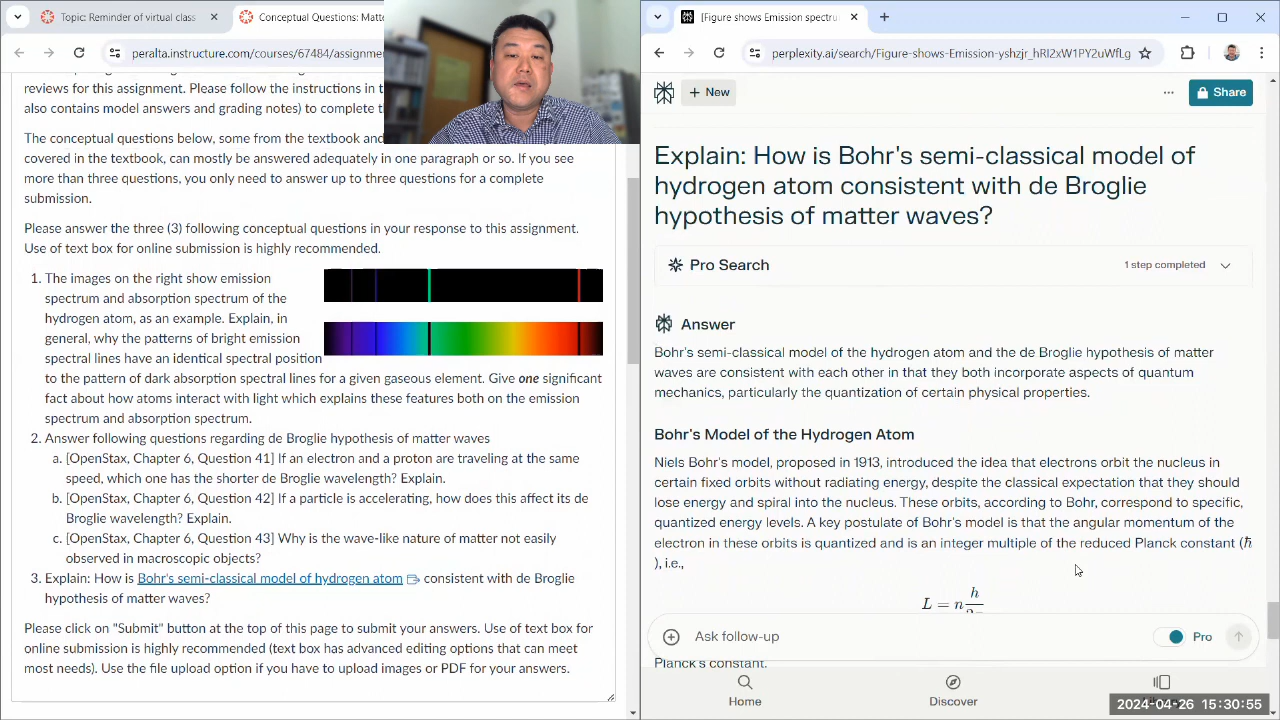 Topic Reminder of virtual class
Conceptual Questions: Matte
peralta.instructure.com/courses/67484/assignme
reviews for this assignment. Please follow the instructions in t
also contains model answers and grading notes) to complete t
The conceptual questions below, some from the textbook and
covered in the textbook, can mostly be answered adequately in one paragraph or so. If you see
more than three questions, you only need to answer up to three questions for a complete
submission.
Please answer the three (3) following conceptual questions in your response to this assignment.
Use of text box for online submission is highly recommended.
1. The images on the right show emission
spectrum and absorption spectrum of the
hydrogen atom, as an example. Explain, in
general, why the patterns of bright emission
spectral lines have an identical spectral position
to the pattern of dark absorption spectral lines for a given gaseous element. Give one significant
fact about how atoms interact with light which explains these features both on the emission
spectrum and absorption spectrum.
2. Answer following questions regarding de Broglie hypothesis of matter waves
a. [OpenStax, Chapter 6, Question 41] If an electron and a proton are traveling at the same
speed, which one has the shorter de Broglie wavelength? Explain.
b. [OpenStax, Chapter 6, Question 42] If a particle is accelerating, how does this affect its de
Broglie wavelength? Explain.
c. [OpenStax, Chapter 6, Question 43] Why is the wave-like nature of matter not easily
observed in macroscopic objects?
3. Explain: How is Bohr's semi-classical model of hydrogen atom consistent with de Broglie
hypothesis of matter waves?
Please click on "Submit" button at the top of this page to submit your answers. Use of text box for
online submission is highly recommended (text box has advanced editing options that can meet
most needs). Use the file upload option if you have to upload images or PDF for your answers.
[Figure shows Emission spectru
perplexity.ai/search/Figure-shows-Emission-yshzjr_hRI2xW1PY2uWfLg
+ New
Share
Explain: How is Bohr's semi-classical model of
hydrogen atom consistent with de Broglie
hypothesis of matter waves?
Pro Search
1 step completed
Answer
Bohr's semi-classical model of the hydrogen atom and the de Broglie hypothesis of matter
waves are consistent with each other in that they both incorporate aspects of quantum
mechanics, particularly the quantization of certain physical properties.
Bohr's Model of the Hydrogen Atom
Niels Bohr's model, proposed in 1913, introduced the idea that electrons orbit the nucleus in
certain fixed orbits without radiating energy, despite the classical expectation that they should
lose energy and spiral into the nucleus. These orbits, according to Bohr, correspond to specific,
quantized energy levels. A key postulate of Bohr's model is that the angular momentum of the
electron in these orbits is quantized and is an integer multiple of the reduced Planck constant (ℏ
), i.e.,
L = n h
Ask follow-up
Pro
Planck's constant.
Home
Discover
2024-04-26 15:30:55